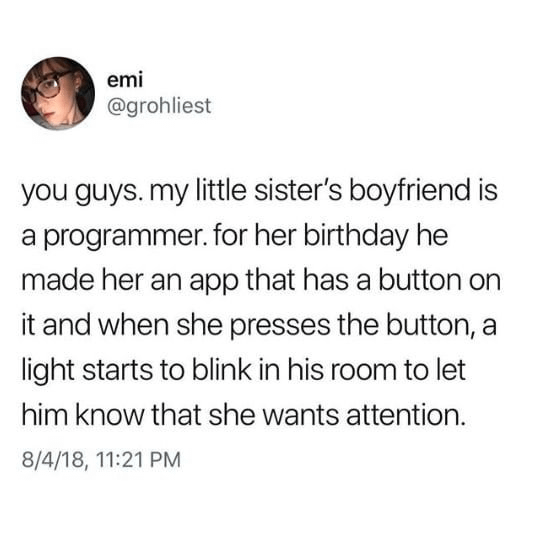 emi
@grohliest
you guys. my little sister's boyfriend is
a programmer. for her birthday he
made her an app that has a button on
it and when she presses the button, a
light starts to blink in his room to let
him know that she wants attention.
8/4/18, 11:21 PM